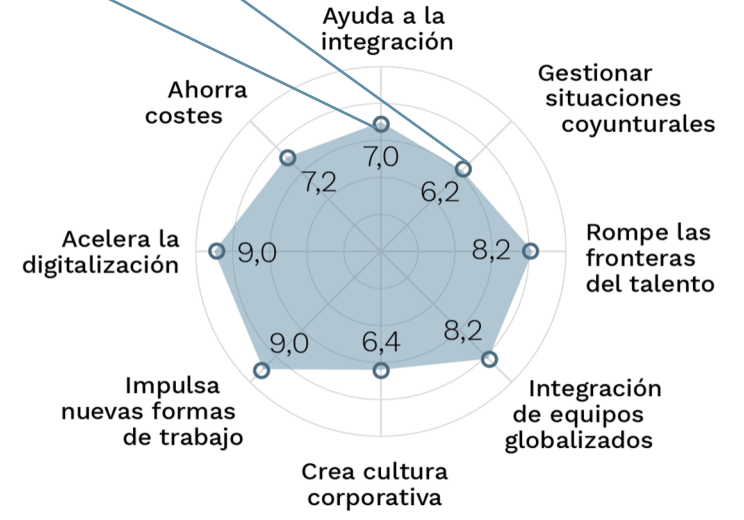 Ayuda a la
integración
7,0
Gestionar
situaciones
coyunturales
6,2
Rompe las
fronteras
del talento
8,2
Integración
de equipos
globalizados
8,2
Crea cultura
corporativa
6,4
Impulsa
nuevas formas
de trabajo
9,0
Acelera la
digitalización
9,0
Ahorra
costes
7,2